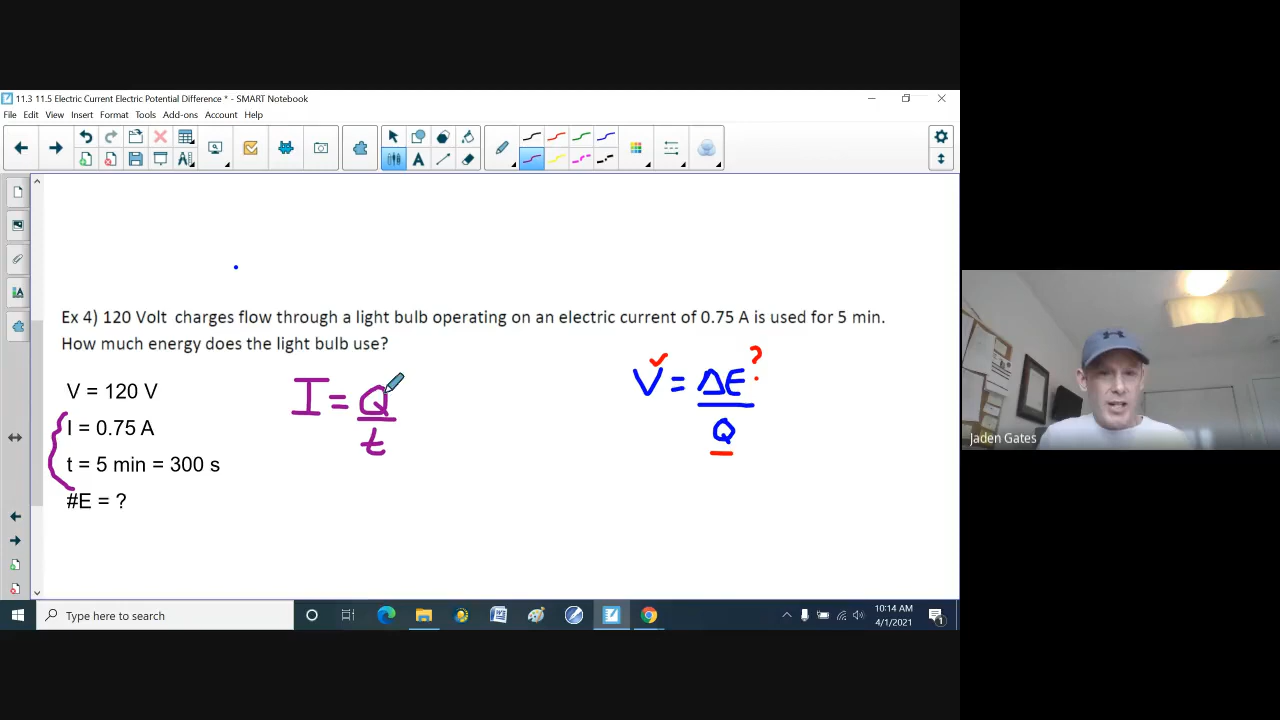 11.3 11.5 Electric Current Electric Potential Difference * - SMART Notebook
File Edit View Insert Format Tools Add-ons Account Help
Ex 4) 120 Volt charges flow through a light bulb operating on an electric current of 0.75 A is used for 5 min.
How much energy does the light bulb use?
V = 120 V
I = 0.75 A
t = 5 min = 300 s
#E = ?
I = Q
t
V = ΔE ?
Q
Jaden Gates
Type here to search
10:14 AM
4/1/2021